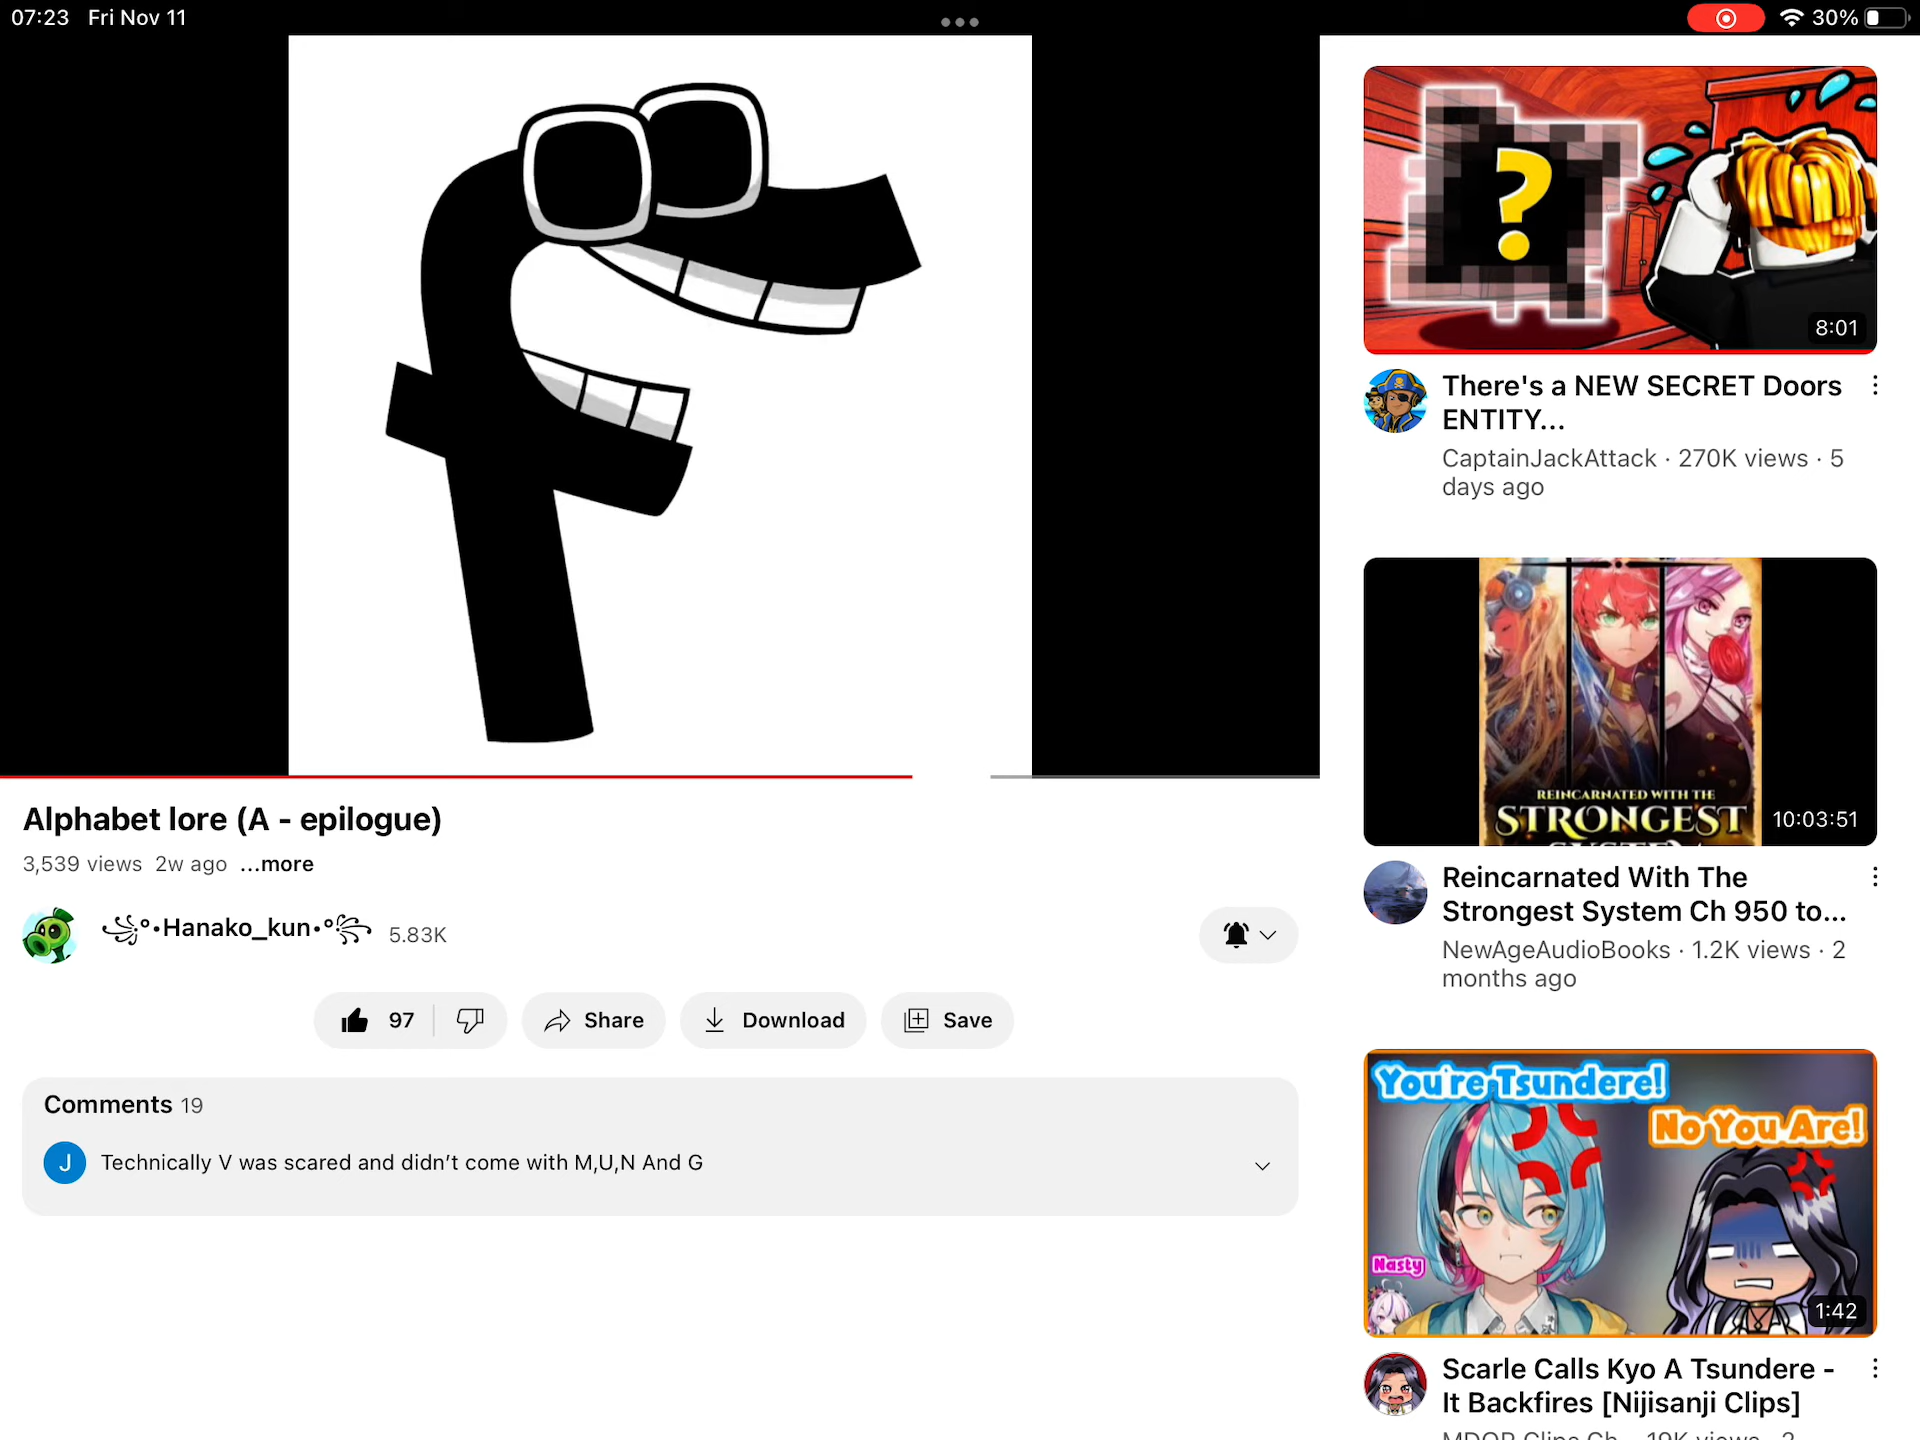 07:23 Fri Nov 11
30%
Alphabet lore (A - epilogue)
3,539 views 2w ago ...more
꧁༺•Hanako_kun•༻꧂ 5.83K
97
Share
Download
Save
Comments 19
J
Technically V was scared and didn't come with M,U,N And G
?
8:01
There's a NEW SECRET Doors
ENTITY...
CaptainJackAttack · 270K views · 5
days ago
REINCARNATED WITH THE
STRONGEST
SYSTEM
10:03:51
Reincarnated With The
Strongest System Ch 950 to...
NewAgeAudioBooks · 1.2K views · 2
months ago
You're Tsundere!
No You Are!
Nasty
1:42
Scarle Calls Kyo A Tsundere -
It Backfires [Nijisanji Clips]